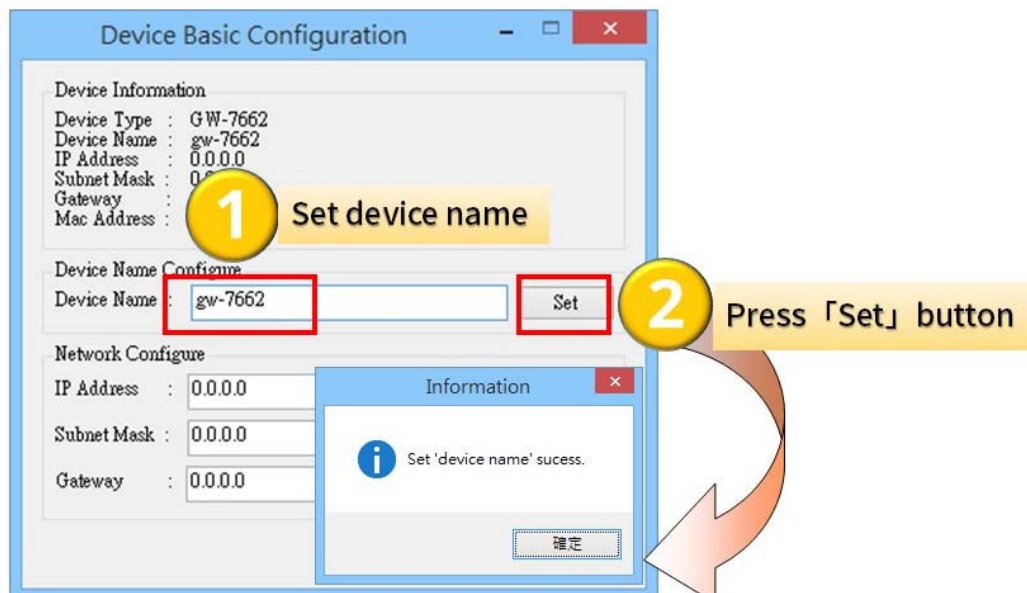 Device Basic Configuration
Device Information
Device Type : GW-7662
Device Name : gw-7662
IP Address : 0.0.0.0
Subnet Mask :
Gateway :
Mac Address :
1 Set device name
Device Name Configure
Device Name : gw-7662 Set
2 Press「Set」button
Network Configure
IP Address : 0.0.0.0
Subnet Mask : 0.0.0.0
Gateway : 0.0.0.0
Information
Set 'device name' sucess.
確定